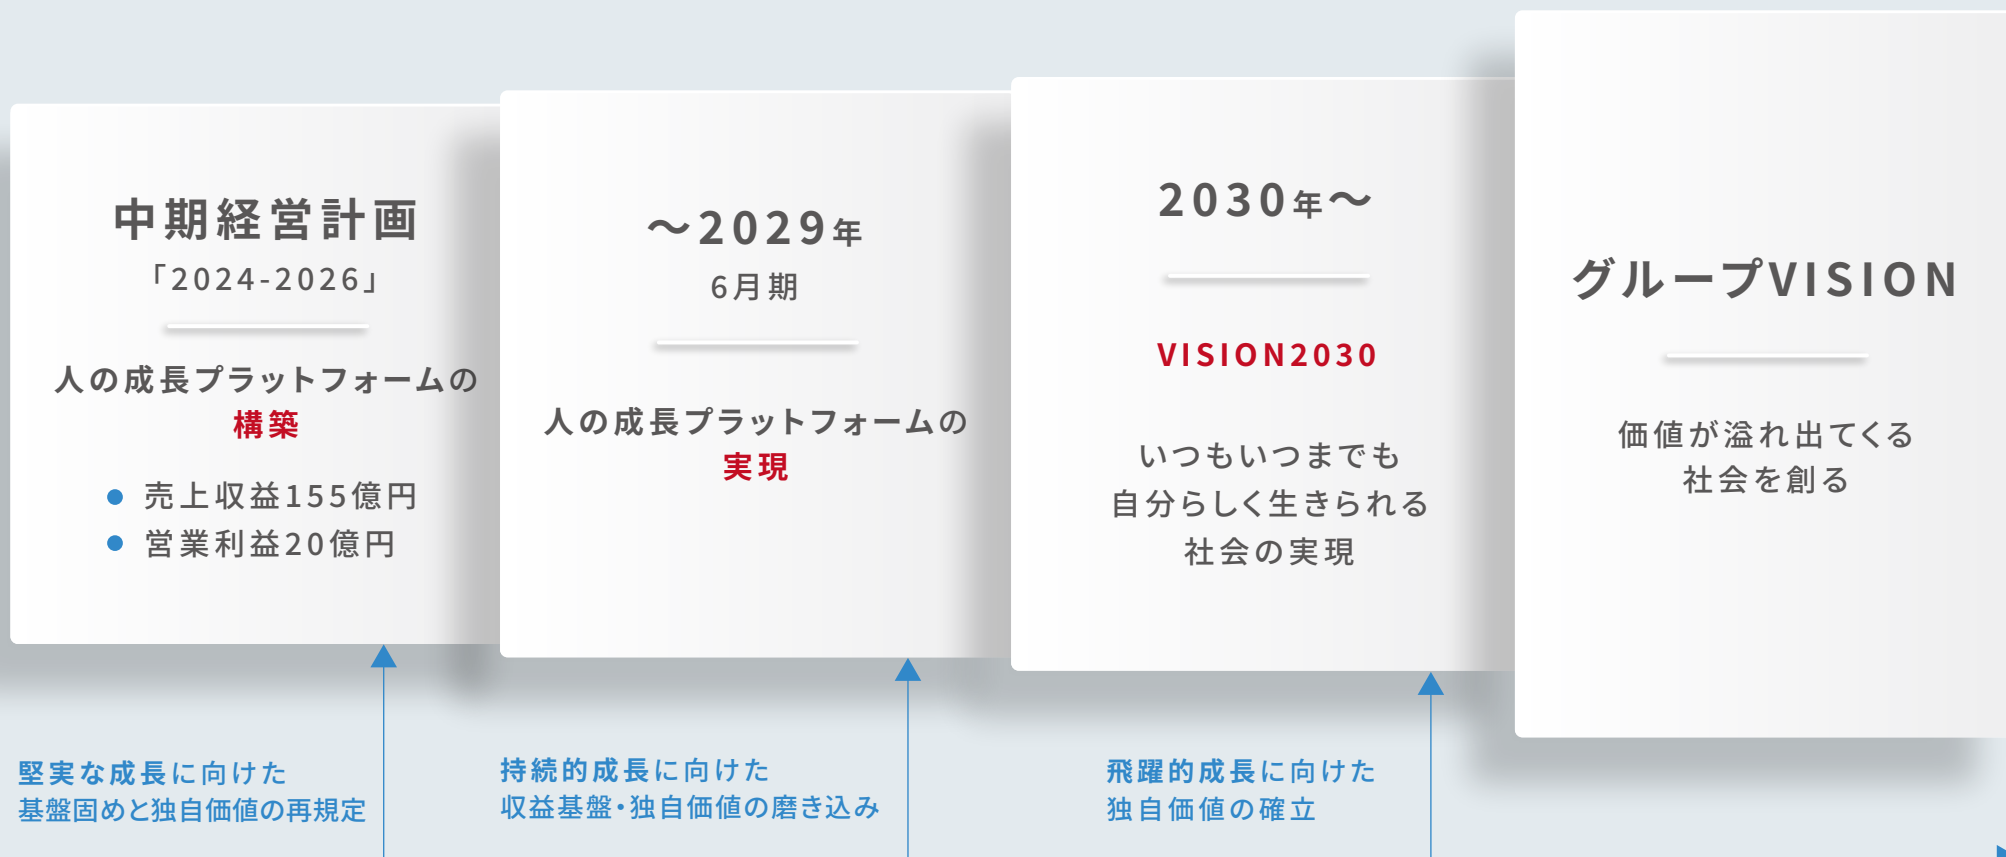 中期経営計画
「2024-2026」
人の成長プラットフォームの
構築
● 売上収益155億円
● 営業利益20億円
～2029年
6月期
人の成長プラットフォームの
実現
2030年～
VISION2030
いつもいつまでも
自分らしく生きられる
社会の実現
グループVISION
価値が溢れ出てくる
社会を創る
堅実な成長に向けた
基盤固めと独自価値の再規定
持続的成長に向けた
収益基盤・独自価値の磨き込み
飛躍的成長に向けた
独自価値の確立